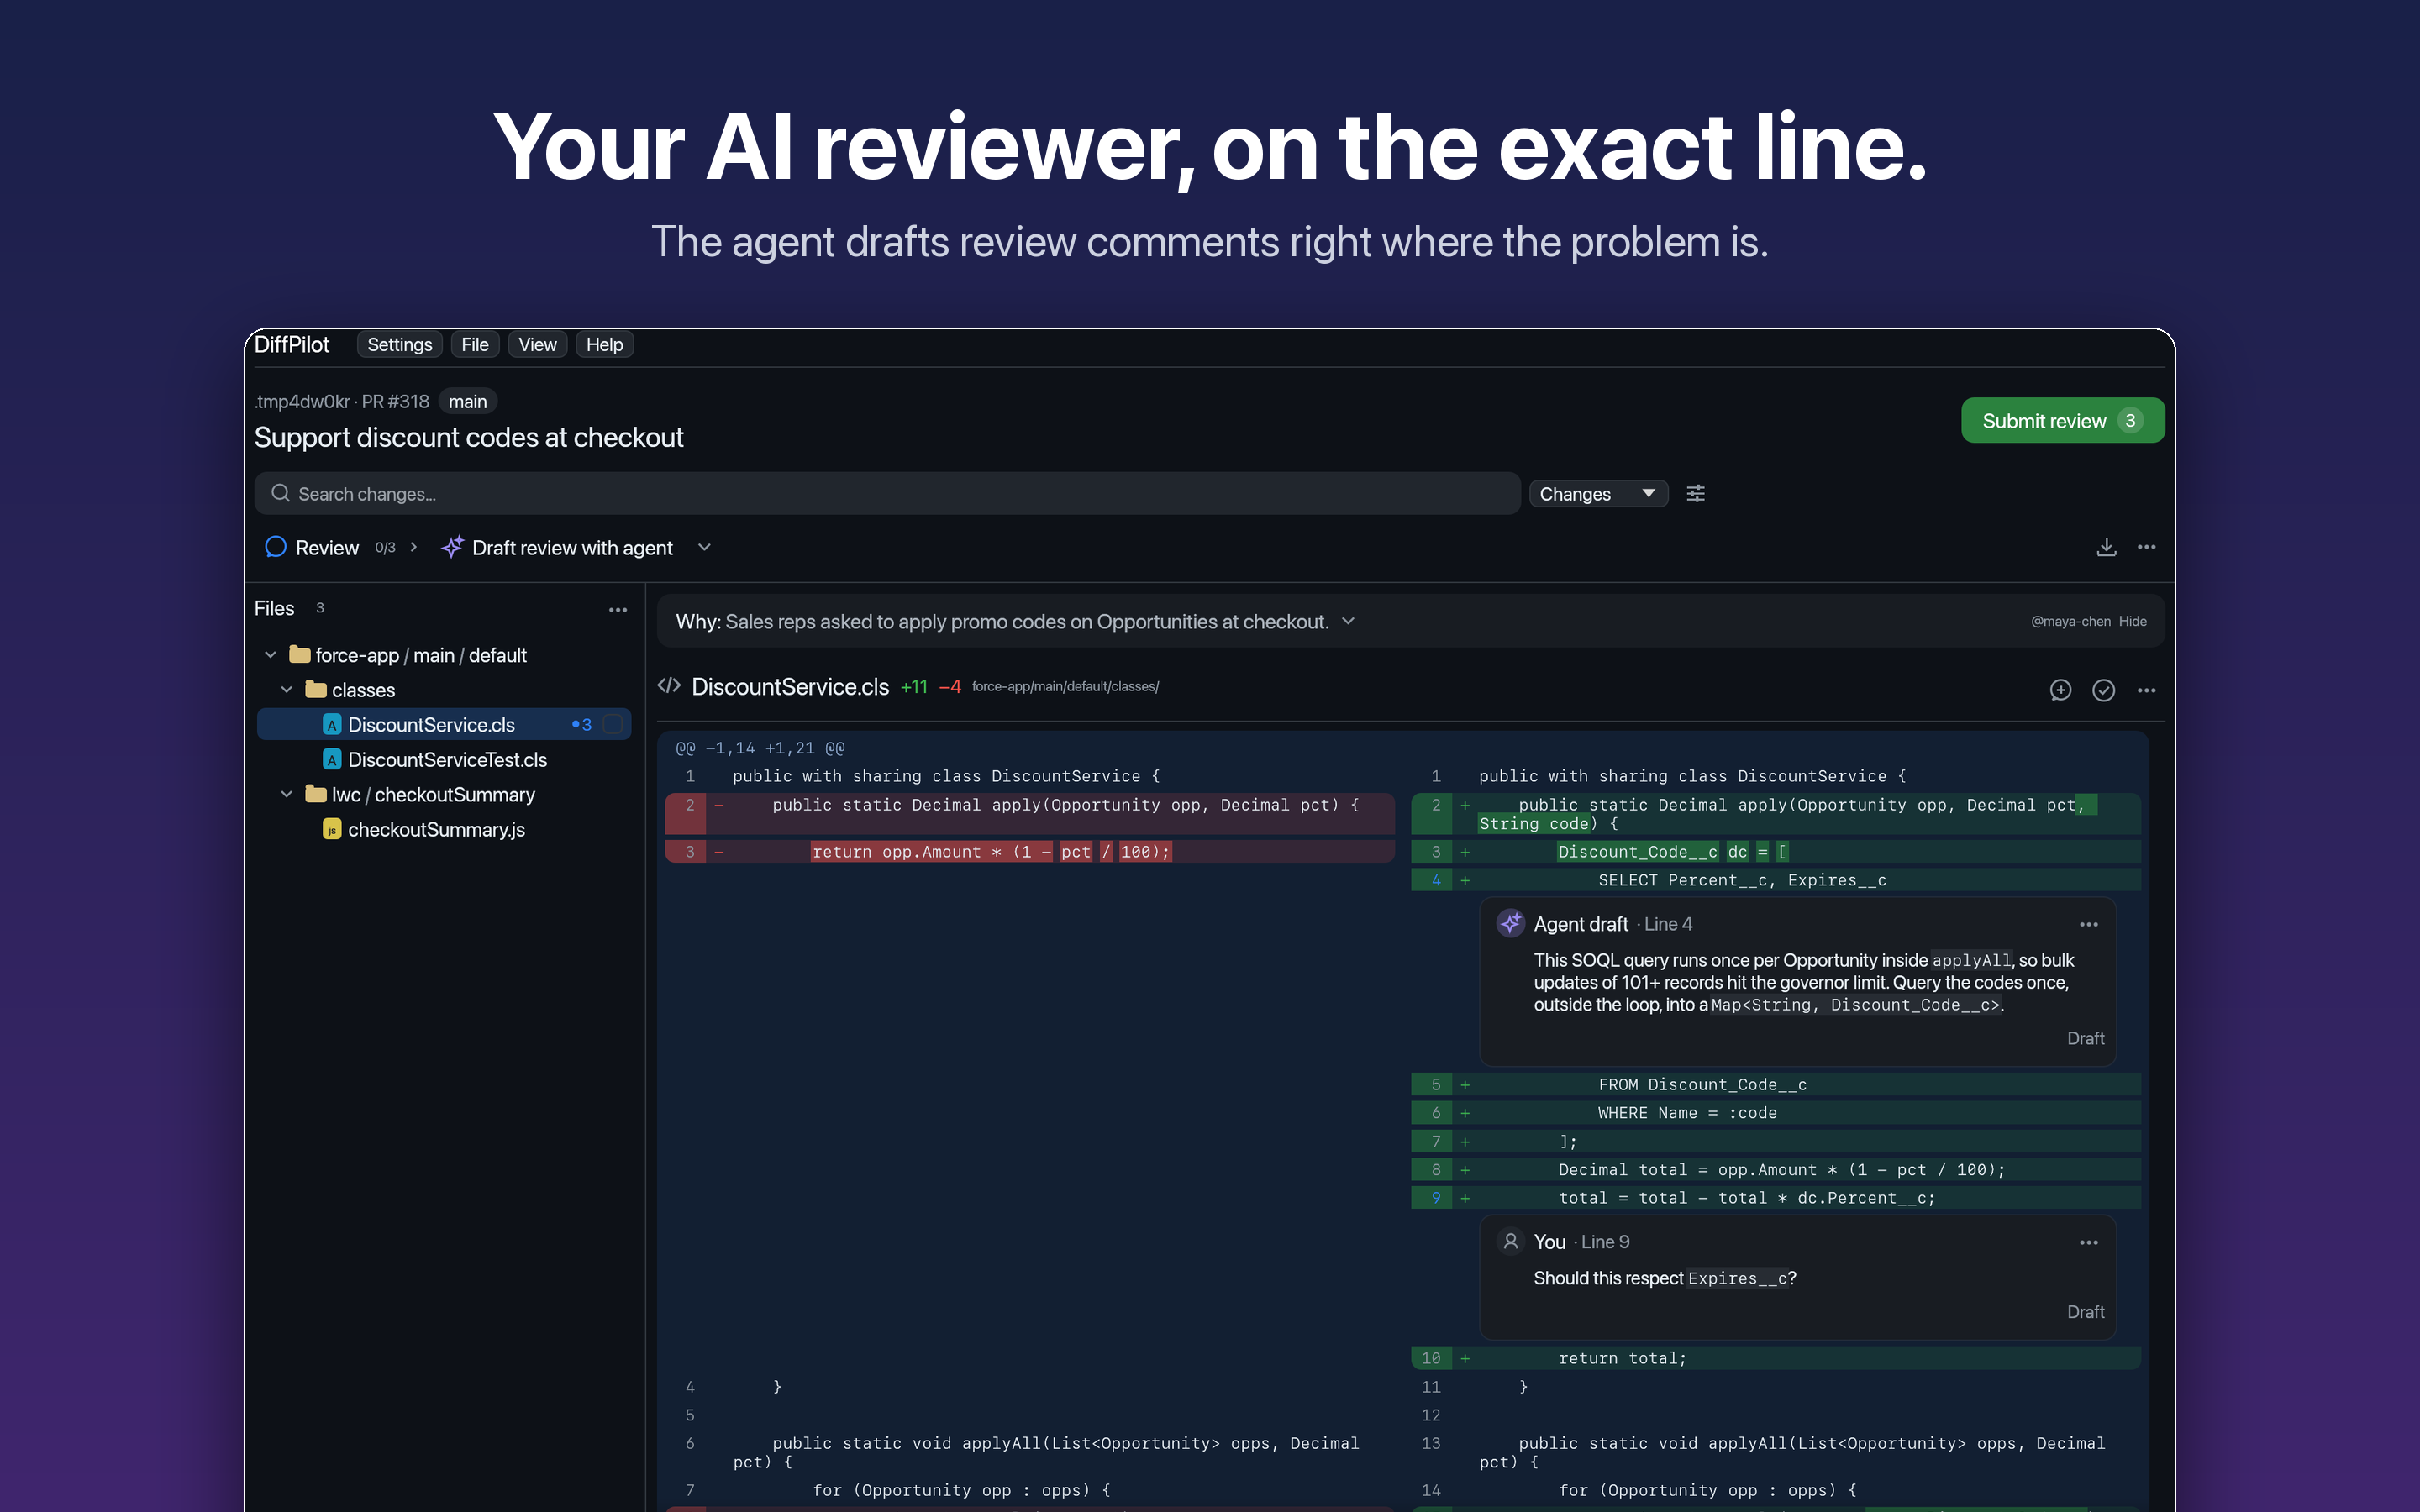 Your AI reviewer, on the exact line.
The agent drafts review comments right where the problem is.
DiffPilot Settings File View Help
.tmp4dw0kr · PR #318 main
Support discount codes at checkout
Submit review 3
Search changes...
Changes
Review 0/3 Draft review with agent
Files 3
force-app / main / default
classes
A DiscountService.cls 3
A DiscountServiceTest.cls
lwc / checkoutSummary
js checkoutSummary.js
Why: Sales reps asked to apply promo codes on Opportunities at checkout.
@maya-chen Hide
</> DiscountService.cls +11 −4 force-app/main/default/classes/
@@ −1,14 +1,21 @@
1 public with sharing class DiscountService {
2 − public static Decimal apply(Opportunity opp, Decimal pct) {
3 − return opp.Amount * (1 − pct / 100);
4 }
5
6 public static void applyAll(List<Opportunity> opps, Decimal
pct) {
7 for (Opportunity opp : opps) {
1 public with sharing class DiscountService {
2 + public static Decimal apply(Opportunity opp, Decimal pct,
String code) {
3 + Discount_Code__c dc = [
4 + SELECT Percent__c, Expires__c
Agent draft · Line 4
This SOQL query runs once per Opportunity inside applyAll, so bulk
updates of 101+ records hit the governor limit. Query the codes once,
outside the loop, into a Map<String, Discount_Code__c>.
Draft
5 + FROM Discount_Code__c
6 + WHERE Name = :code
7 + ];
8 + Decimal total = opp.Amount * (1 − pct / 100);
9 + total = total − total * dc.Percent__c;
You · Line 9
Should this respect Expires__c?
Draft
10 + return total;
11 }
12
13 public static void applyAll(List<Opportunity> opps, Decimal
pct) {
14 for (Opportunity opp : opps) {